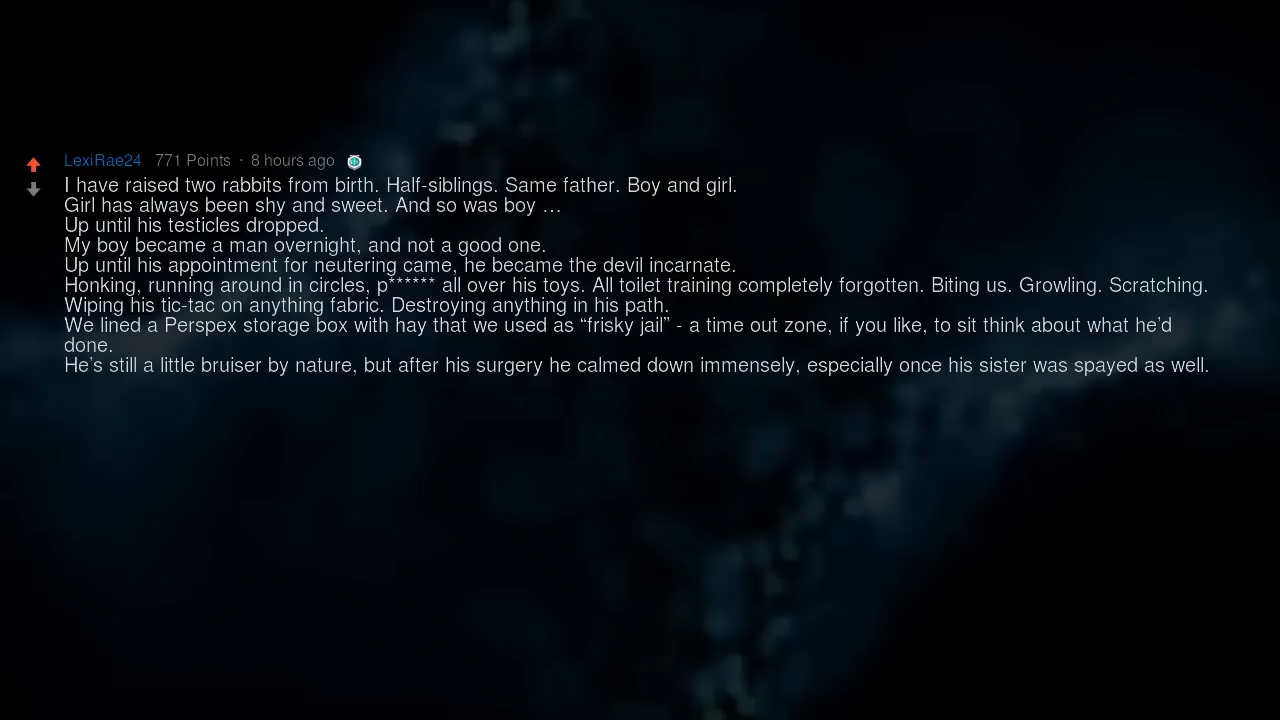 LexiRae24 771 Points · 8 hours ago
I have raised two rabbits from birth. Half-siblings. Same father. Boy and girl.
Girl has always been shy and sweet. And so was boy …
Up until his testicles dropped.
My boy became a man overnight, and not a good one.
Up until his appointment for neutering came, he became the devil incarnate.
Honking, running around in circles, p****** all over his toys. All toilet training completely forgotten. Biting us. Growling. Scratching.
Wiping his tic-tac on anything fabric. Destroying anything in his path.
We lined a Perspex storage box with hay that we used as “frisky jail” - a time out zone, if you like, to sit think about what he’d
done.
He’s still a little bruiser by nature, but after his surgery he calmed down immensely, especially once his sister was spayed as well.